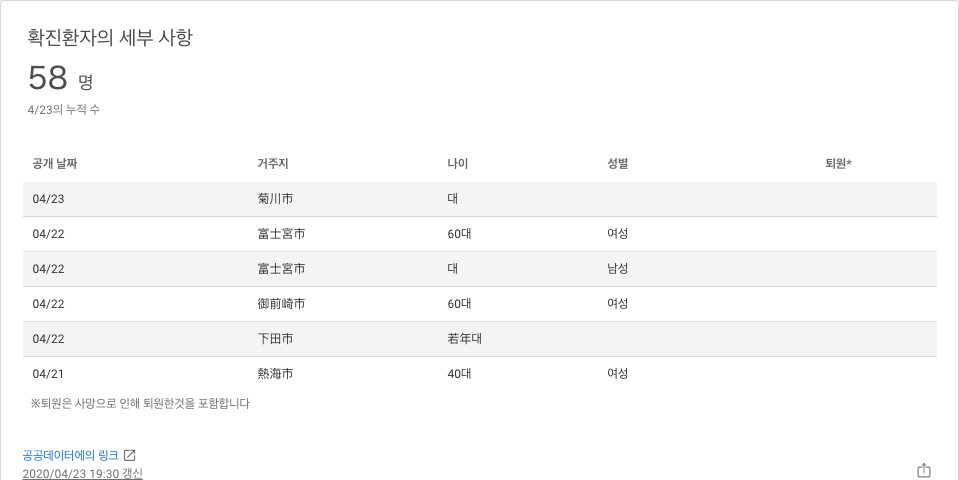 확진환자의 세부 사항
58 명
4/23의 누적 수
공개 날짜 거주지 나이 성별 퇴원*
04/23 菊川市 대
04/22 富士宮市 60대 여성
04/22 富士宮市 대 남성
04/22 御前崎市 60대 여성
04/22 下田市 若年대
04/21 熱海市 40대 여성
※퇴원은 사망으로 인해 퇴원한것을 포함합니다
공공데이터에의 링크
2020/04/23 19:30 갱신